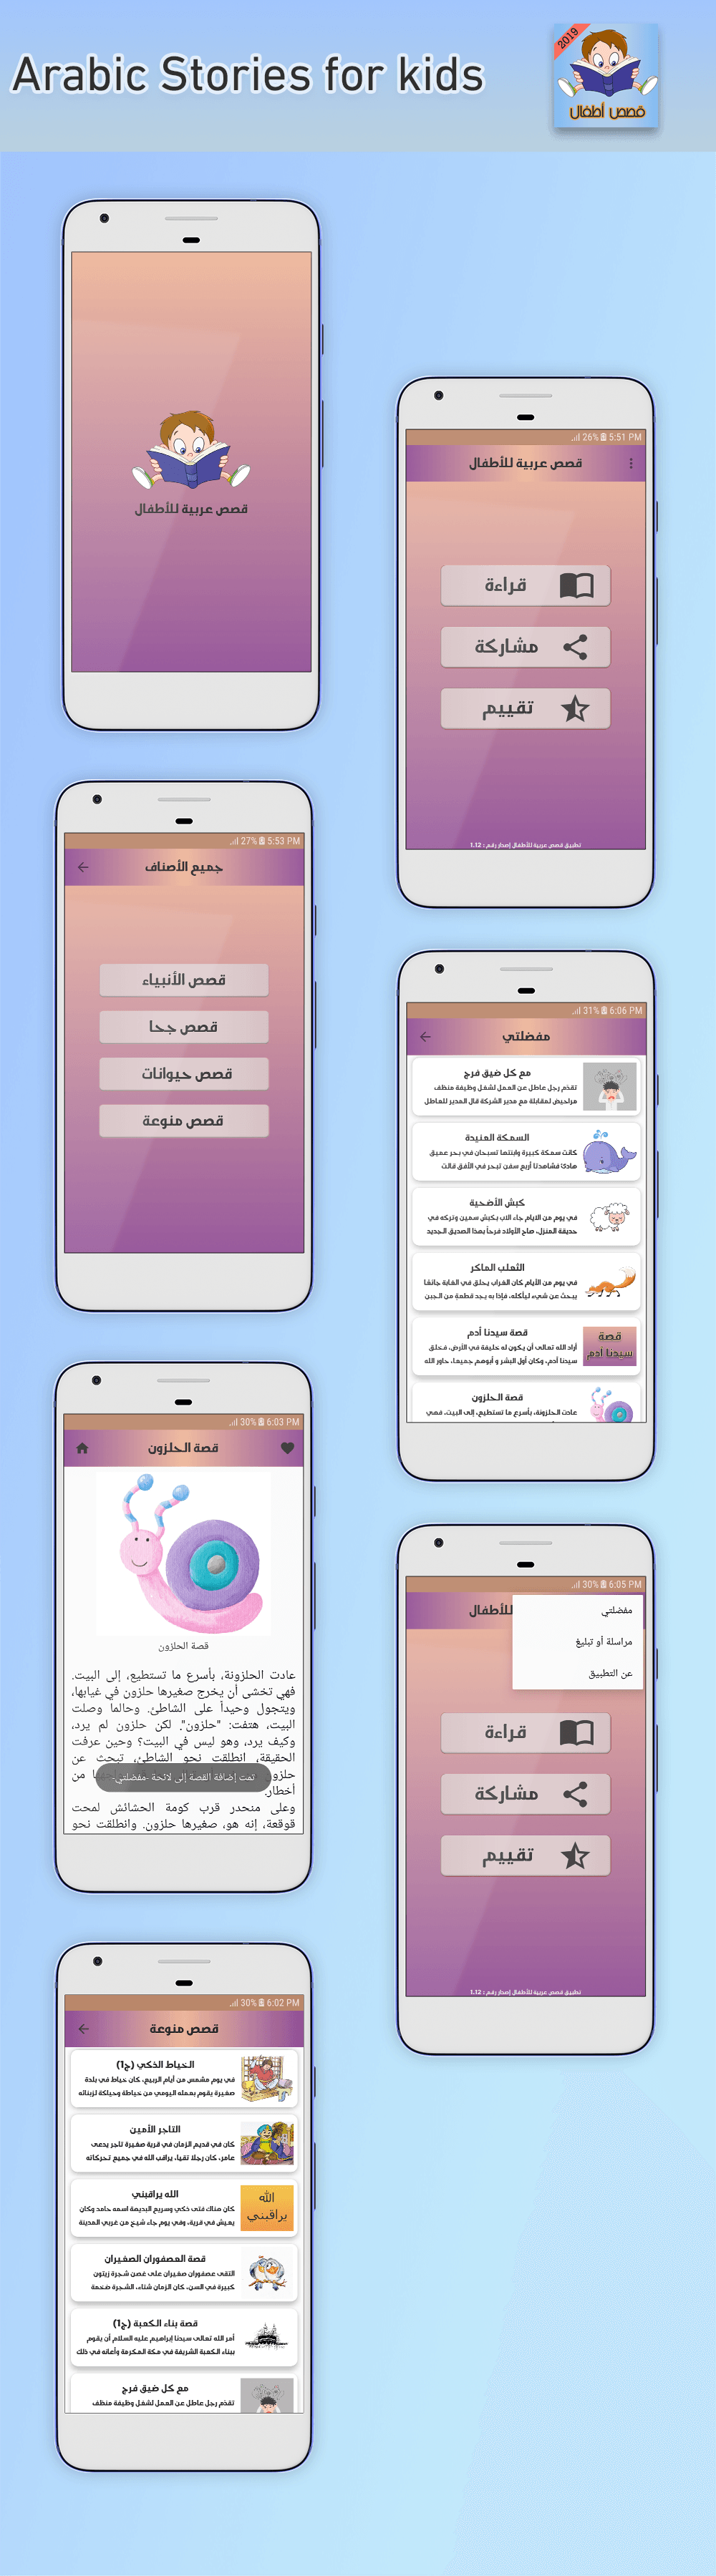 Arabic Stories for kids
2019
قصص أطفال
قصص عربية للأطفال
26% 5:51 PM
قصص عربية للأطفال
قراءة
مشاركة
تقييم
تطبيق قصص عربية للأطفال إصدار رقم : 1.12
27% 5:53 PM
جميع الأصناف
قصص الأنبياء
قصص جحا
قصص حيوانات
قصص منوعة
31% 6:06 PM
مفضلتي
مع كل ضيق فرج
تقدم رجل عاطل عن العمل لشغل وظيفة منظف
مراحيض لمقابلة مع مدير الشركة قال المدير للعاطل
السمكة العنيدة
كانت سمكة كبيرة وابنتها تسبحان في بحر عميق
هادئ فشاهدتا أربع سفن تبحر في الأفق قالت
كبش الأضحية
في يوم من الايام جاء الاب بكبش سمين وتركه في
حديقة المنزل، صاح الأولاد فرحاً بهذا الصديق الجديد
الثعلب الماكر
في يوم من الأيام كان الغراب يحلق في الغابة جائعًا
يبحث عن شيء ليأكله، فإذا به يجد قطعة من الجبن
قصة سيدنا أدم
أراد الله تعالى أن يكون له خليفة في الأرض، فخلق
سيدنا أدم، وكان أول البشر و أبوهم جميعا، حاور الله
قصة
سيدنا أدم
قصة الحلزون
عادت الحلزونة، بأسرع ما تستطيع، إلى البيت، فهي
30% 6:03 PM
قصة الحلزون
قصة الحلزون
عادت الحلزونة، بأسرع ما تستطيع، إلى البيت.
فهي تخشى أن يخرج صغيرها حلزون في غيابها،
ويتجول وحيداً على الشاطئ. وحالما وصلت
البيت، هتفت: "حلزون". لكن حلزون لم يرد،
وكيف يرد، وهو ليس في البيت؟ وحين عرفت
الحقيقة، انطلقت نحو الشاطئ، تبحث عن
حلزون
من
تمت إضافة القصة إلى لائحة -مفضلتي-
أخطار.
وعلى منحدر قرب كومة الحشائش لمحت
قوقعة، إنه هو، صغيرها حلزون. وانطلقت نحو
30% 6:05 PM
للأطفال
مفضلتي
مراسلة أو تبليغ
عن التطبيق
قراءة
مشاركة
تقييم
تطبيق قصص عربية للأطفال إصدار رقم : 1.12
30% 6:02 PM
قصص منوعة
الخياط الذكي (ج1)
في يوم مشمس من أيام الربيع، كان خياط في بلدة
صغيرة يقوم بعمله اليومي من خياطة وحياكة لزبنائه
التاجر الأمين
كان في قديم الزمان في قرية صغيرة تاجر يدعى
عامر، كان رجلا تقيا، يراقب الله في جميع تحركاته
الله يراقبني
كان هناك فتى ذكي وسريع البديهة اسمه حامد وكان
يعيش في قرية، وفي يوم جاء شيخ من غربي المدينة
الله
يراقبني
قصة العصفوران الصغيران
التقى عصفوران صغيران على غصن شجرة زيتون
كبيرة في السن، كان الزمان شتاء، الشجرة ضخمة
قصة بناء الكعبة (ج1)
أمر الله تعالى سيدنا إبراهيم عليه السلام أن يقوم
ببناء الكعبة الشريفة في مكة المكرمة وأعانه في ذلك
مع كل ضيق فرج
تقدم رجل عاطل عن العمل لشغل وظيفة منظف